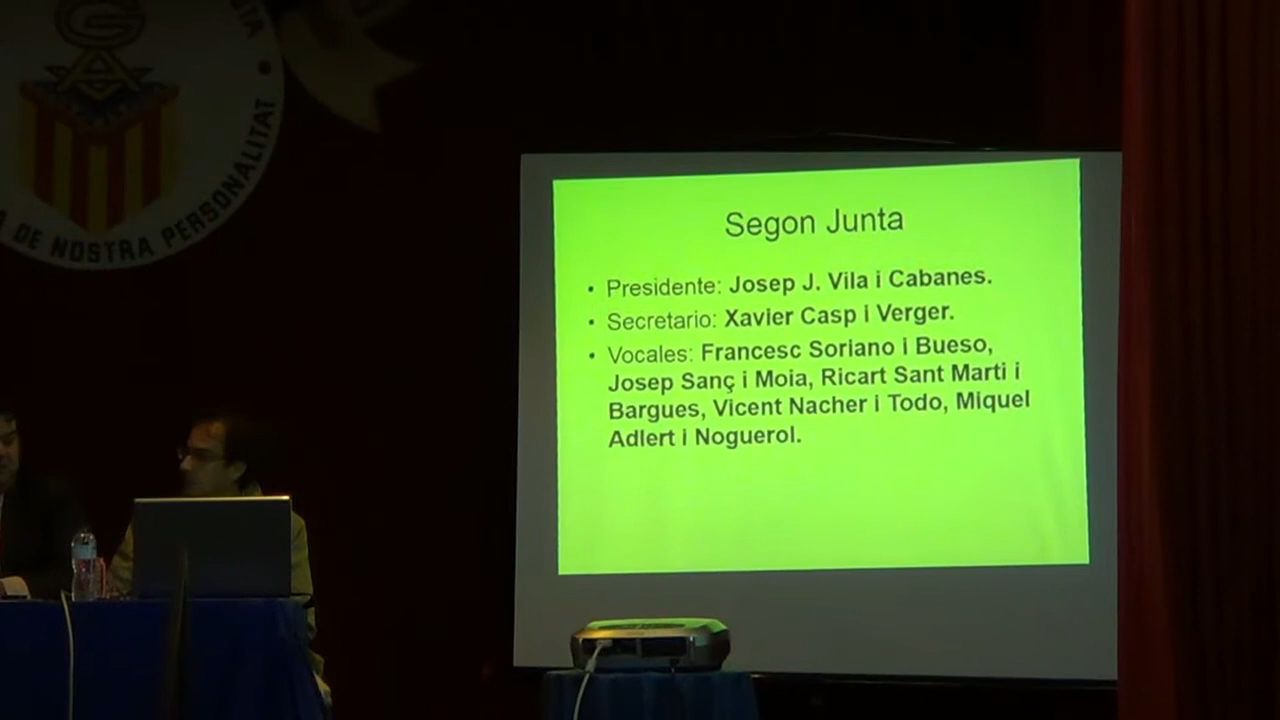 DE NOSTRA PERSONALITAT
Segon Junta
• Presidente: Josep J. Vila i Cabanes.
• Secretario: Xavier Casp i Verger.
• Vocales: Francesc Soriano i Bueso,
Josep Sanç i Moia, Ricart Sant Marti i
Bargues, Vicent Nacher i Todo, Miquel
Adlert i Noguerol.